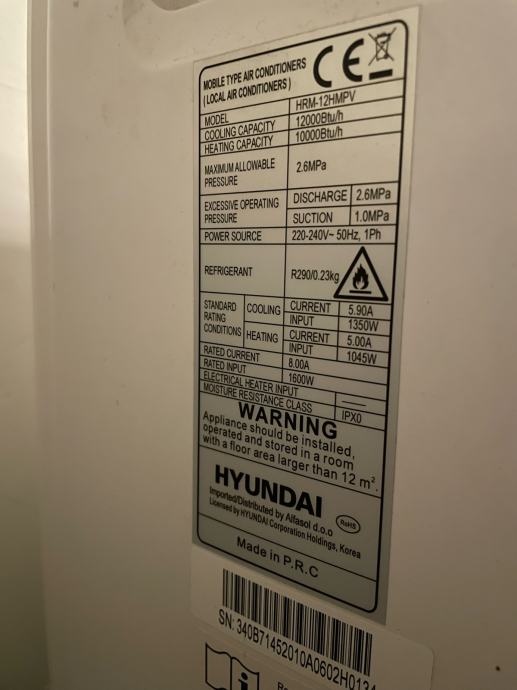 MOBILE TYPE AIR CONDITIONERS
( LOCAL AIR CONDITIONERS )
CE
MODEL HRM-12HMPV
COOLING CAPACITY 12000Btu/h
HEATING CAPACITY 10000Btu/h
MAXIMUM ALLOWABLE PRESSURE 2.6MPa
EXCESSIVE OPERATING PRESSURE DISCHARGE 2.6MPa
SUCTION 1.0MPa
POWER SOURCE 220-240V~ 50Hz, 1Ph
REFRIGERANT R290/0.23kg
STANDARD RATING CONDITIONS COOLING CURRENT 5.90A
INPUT 1350W
HEATING CURRENT 5.00A
INPUT 1045W
RATED CURRENT 8.00A
RATED INPUT 1600W
ELECTRICAL HEATER INPUT ——
MOISTURE RESISTANCE CLASS IPX0
WARNING
Appliance should be installed,
operated and stored in a room
with a floor area larger than 12 m².
HYUNDAI
Imported/Distributed by Alfasol d.o.o
RoHS
Licensed by HYUNDAI Corporation Holdings, Korea
Made in P.R.C
SN: 340B71452010A0602H0134